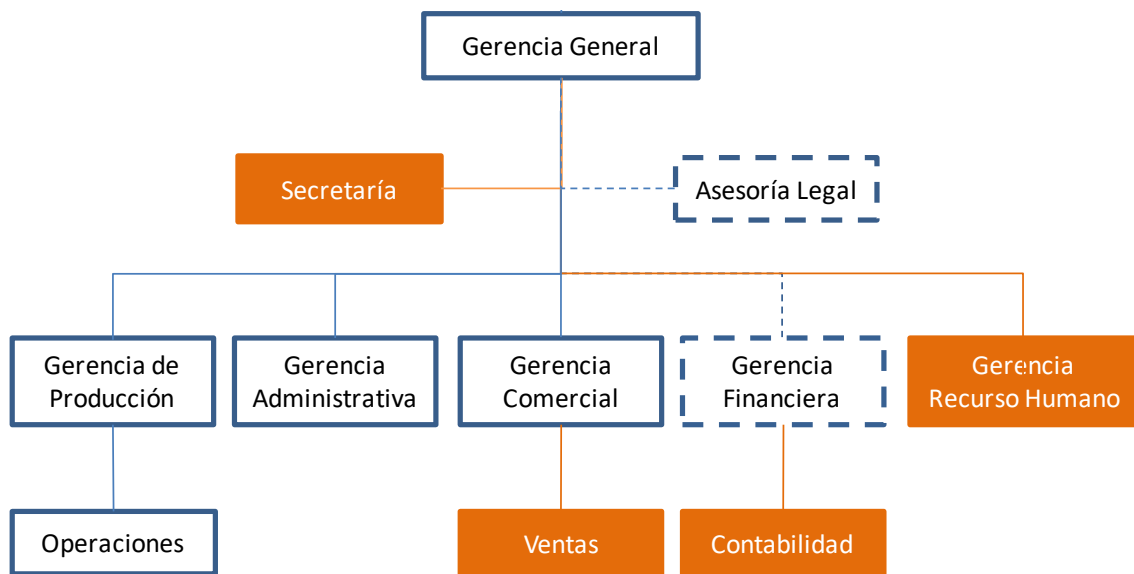 Gerencia General
Secretaría
Asesoría Legal
Gerencia de
Producción
Gerencia
Administrativa
Gerencia
Comercial
Gerencia
Financiera
Gerencia
Recurso Humano
Operaciones
Ventas
Contabilidad